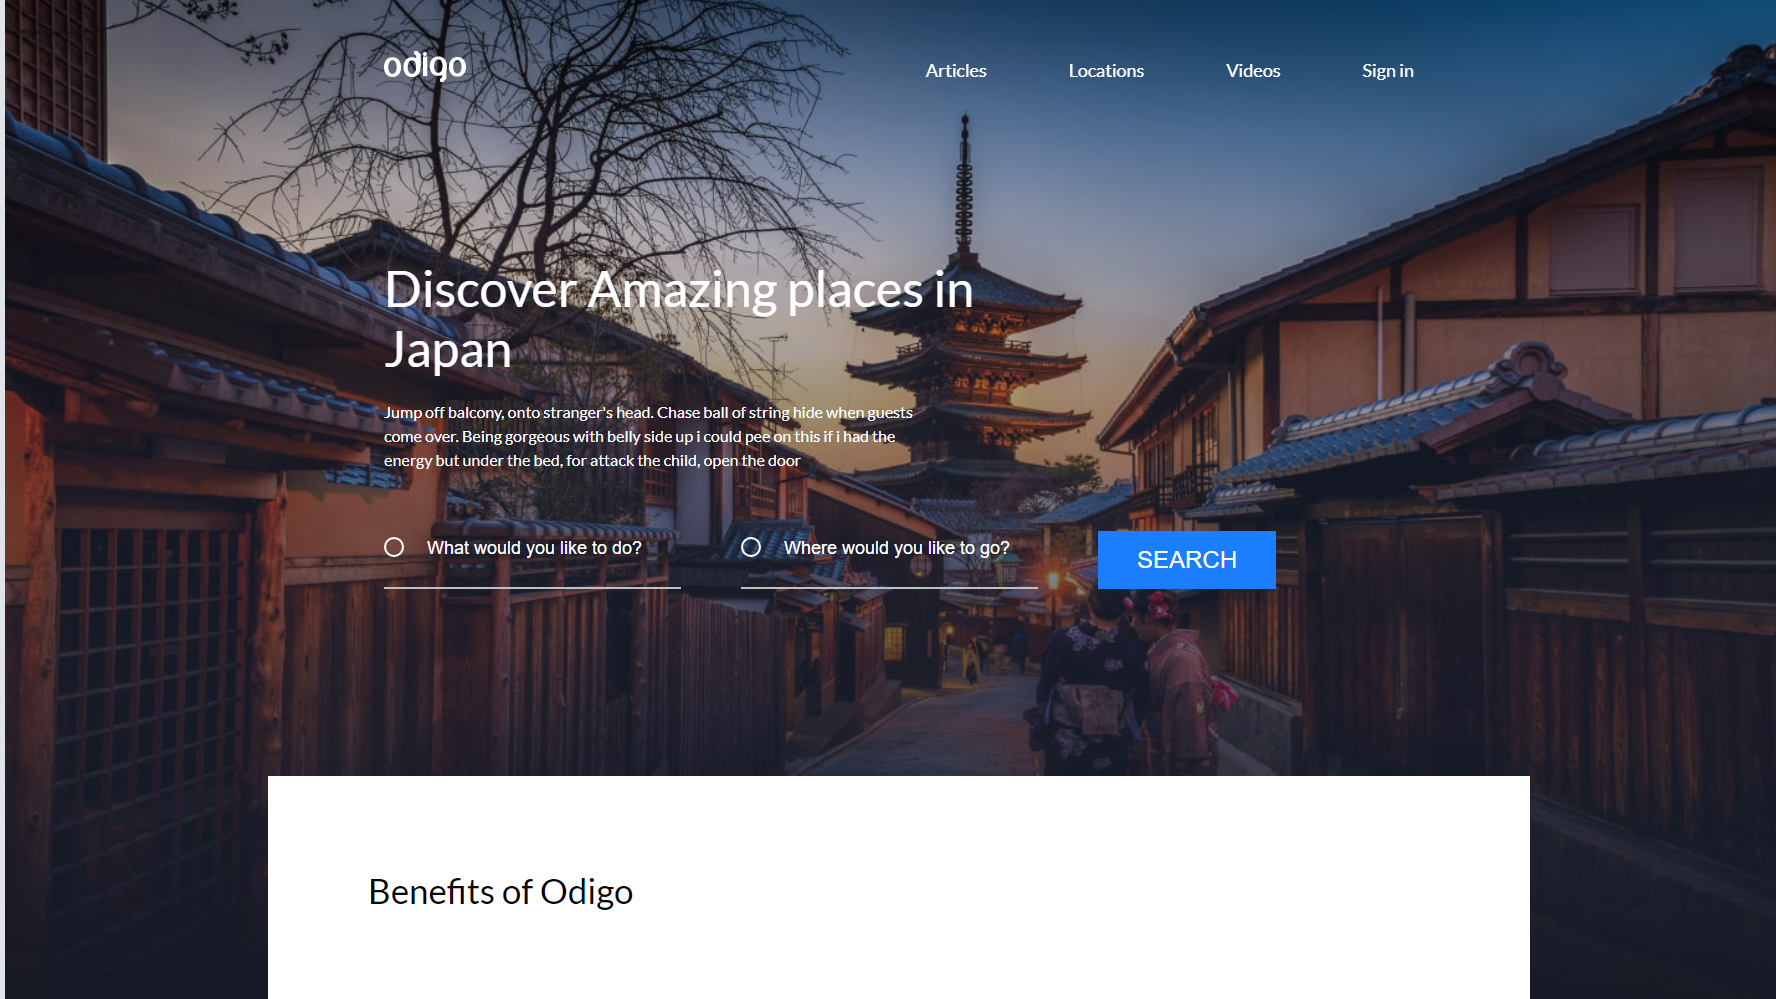 odigo
Articles
Locations
Videos
Sign in
Discover Amazing places in
Japan
Jump off balcony, onto stranger's head. Chase ball of string hide when guests
come over. Being gorgeous with belly side up i could pee on this if i had the
energy but under the bed, for attack the child, open the door
What would you like to do?
Where would you like to go?
SEARCH
Benefits of Odigo